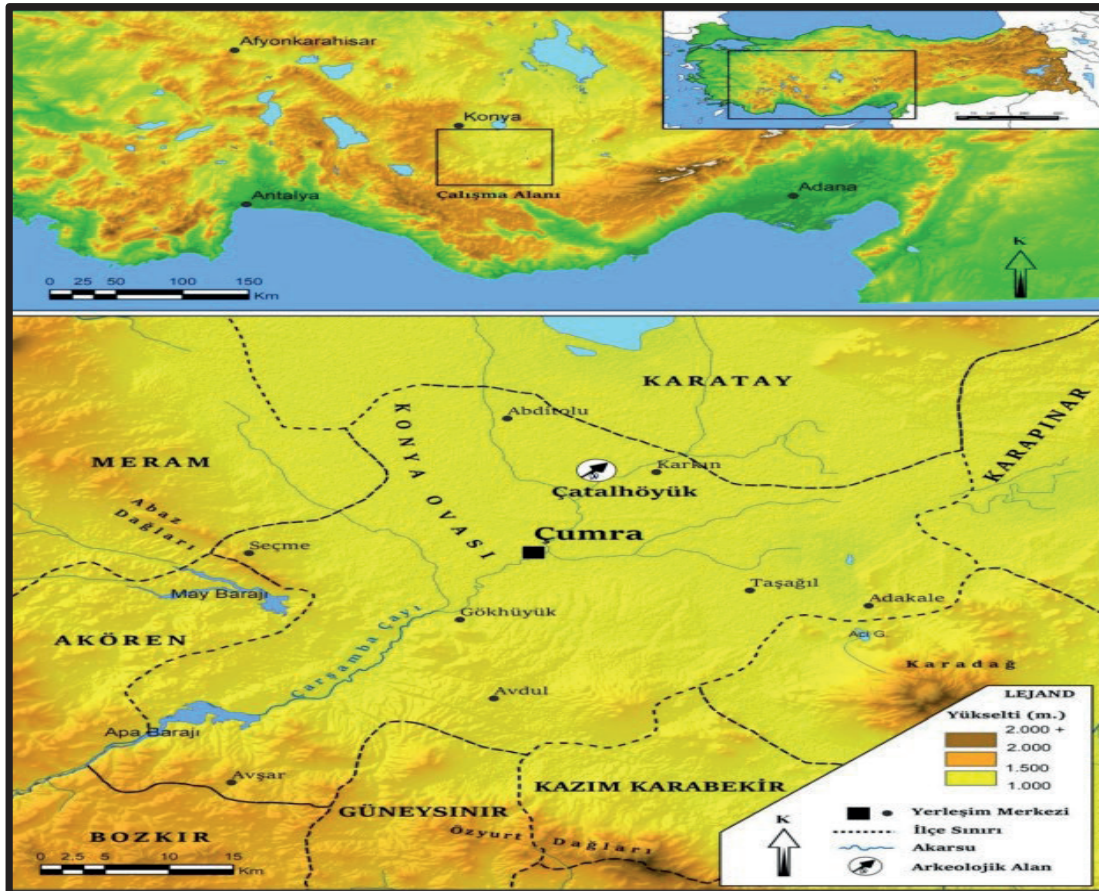 Afyonkarahisar
Konya
Çalışma Alanı
Antalya
Adana
K
0 25 50 100 150
Km
KARATAY
Abditolu
KONYA OVASI
KARAPINAR
MERAM
Karkın
Çatalhöyük
Abaz
Dağları
Çumra
Seçme
May Barajı
Taşağıl
Adakale
Gökhüyük
AKÖREN
Çarşamba Çayı
Acı G.
Karadağ
Avdul
Apa Barajı
Avşar
KAZIM KARABEKİR
GÜNEYSINIR
BOZKIR
Özyurt Dağları
0 2.5 5 10 15
Km
LEJAND
Yükselti (m.)
2.000 +
2.000
1.500
1.000
K
Yerleşim Merkezi
İlçe Sınırı
Akarsu
Arkeolojik Alan